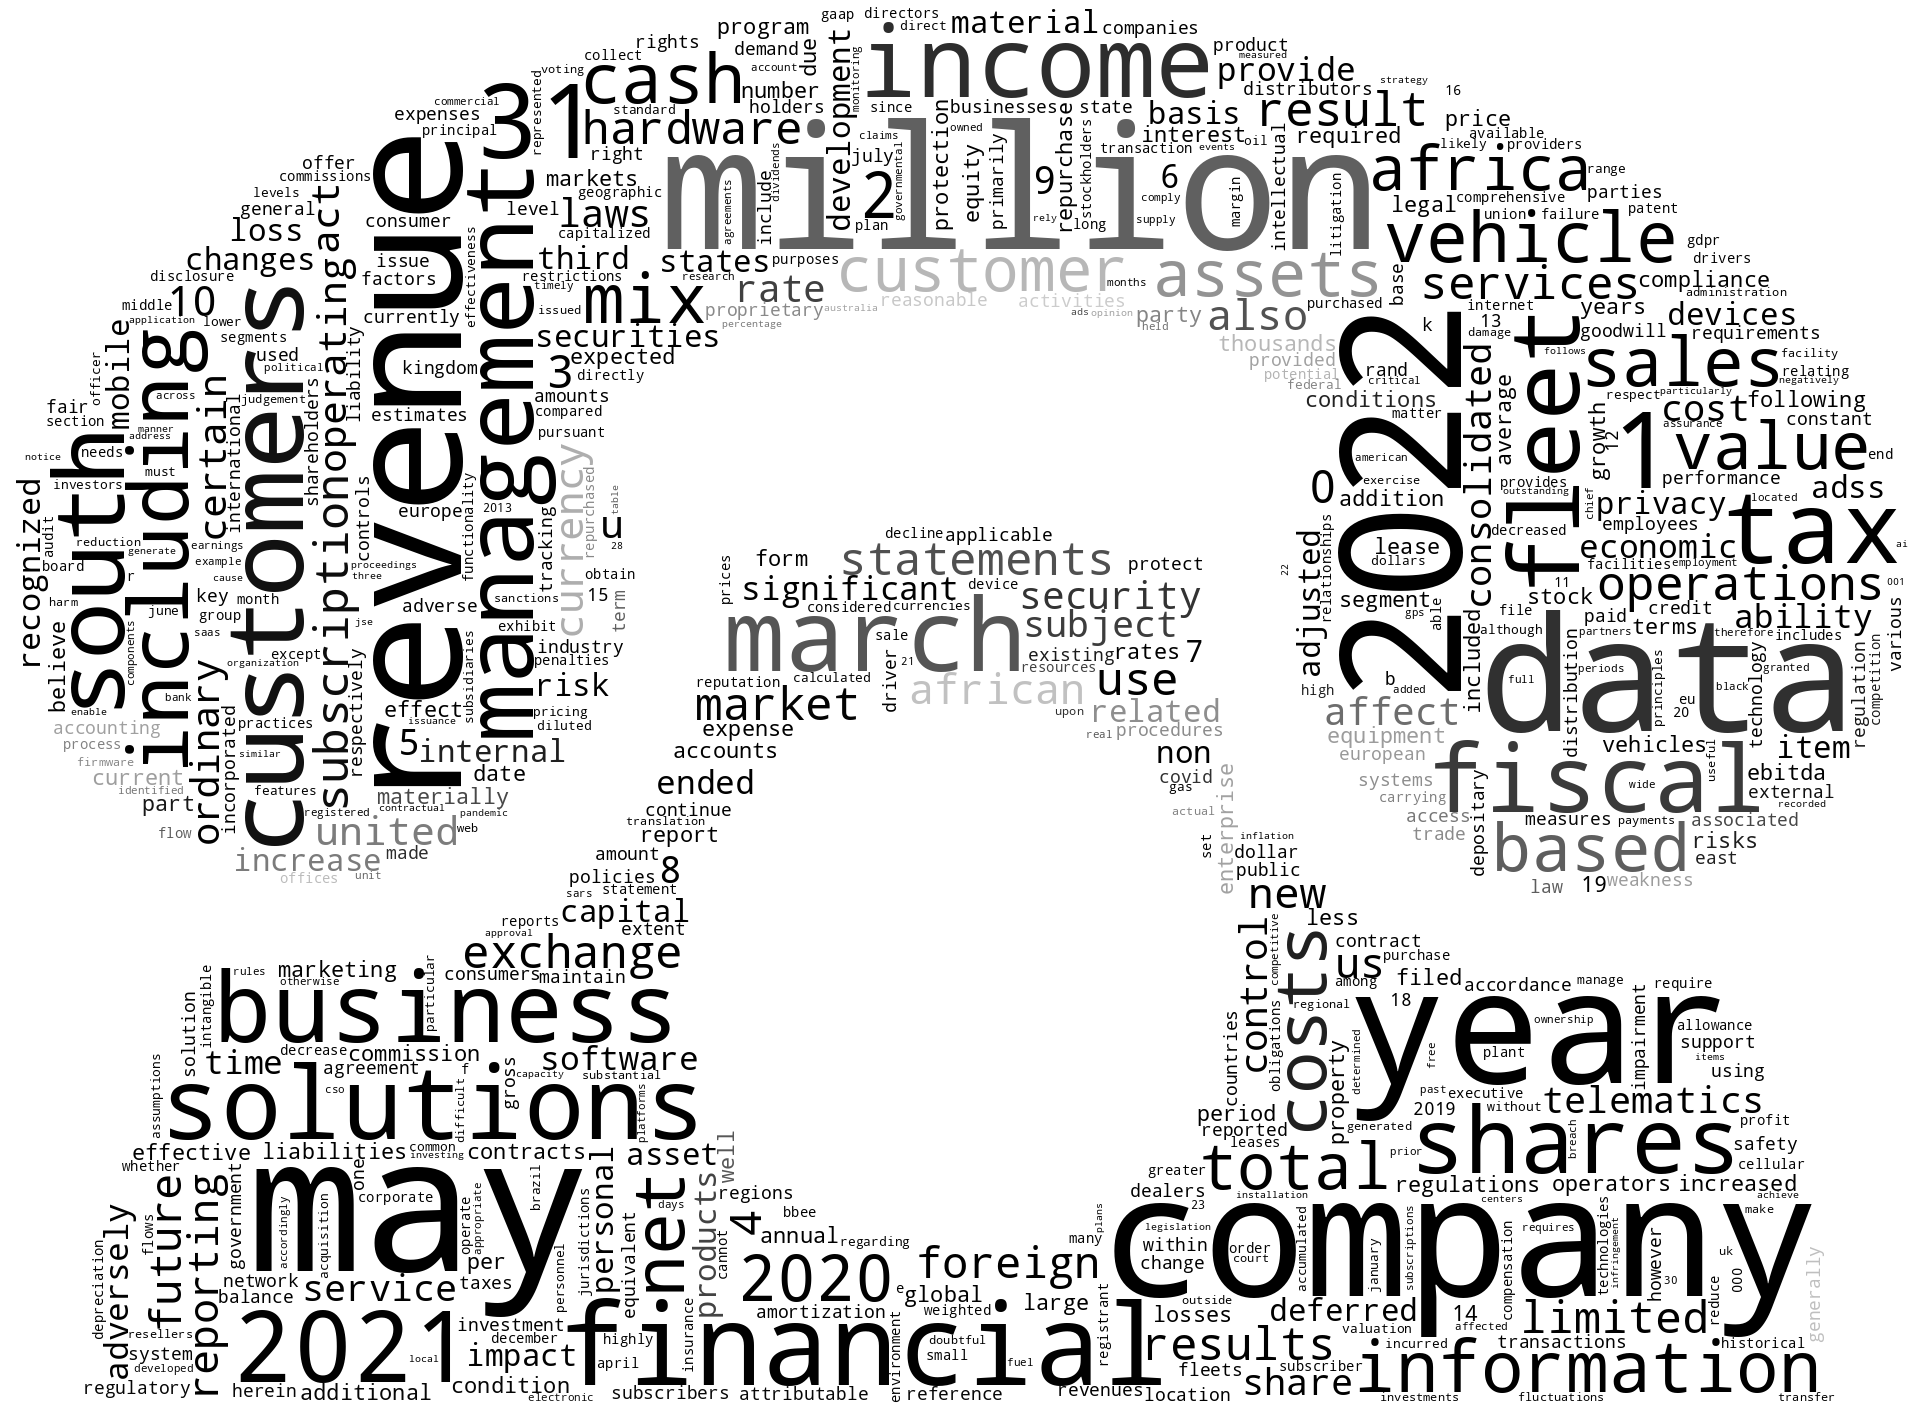 gaap directors
program direct material companies
rights demand due income product
collect voting account development monitoring provide measured
cash number strategy
commercial 31 standard holders since businessese state basis distributors result 16
expenses represented hardware million price
principal claims owned interest required available
right july protection repurchase transaction events oil likely providers
offer markets 2 equity 9 6 africa range
commissions geographic include primarily stockholders comply intellectual comprehensive parties
levels level laws dividends governmental rely supply margin litigation legal union failure patent
general consumer capitalized agreements plan long
loss third states customer assets vehicle gdpr
changes issue effectiveness restrictions purposes months base services drivers
disclosure factors timely mix research rate reasonable activities purchased compliance
middle 10 currently issued proprietary australia ads opinion party held also internet administration
application lower securities percentage k 13 years devices
mobile segments revenue management 3 expected thousands damage goodwill requirements
officer used kingdom directly provided rand follows sales facility
across political amounts potential critical relating
fair including judgement subscriptionoperatingact liability compared federal 2022 fleet negatively
section manner certain customers shareholders estimates conditions matter respect particularly following
south address international pursuant average growth 12 cost constant
notice needs must currency american 1 assurance value end
investors functionality repurchased 0 exercise provides performance located
recognized audit controls europe 2013 tracking u table addition outstanding chief privacy adss
reduction earnings 28 decline applicable consolidated decreased employees tax
board generate example proceedings form statements protect lease economic ai
r cause three obtain prices significant device adjusted relationships dollars facilities employment
harm june key month adverse sanctions 15 considered currencies security 22 segment 11 operations 001
group jse term march gps able stock paid credit ability
believe components saas except exhibit sale subject file terms various
organization subsidiaries industry 21 existing rates 7 included although partners therefore includes
bank respectively penalties reputation calculated driver resources data technology granted
enable practices effect risk market african use high b added full periods black
accounting ordinary issuance pricing expense upon related affect distribution principles eu 20 regulation competition
process 5 internal diluted accounts real procedures equipment
firmware incorporated similar date non european vehicles item
current features ended covid systems fiscal useful ebitda
identified materially gas carrying wide external
part registered contractual pandemic continue enterprise actual access depositary measures payments recorded
flow united web translation report inflation trade based associated
increase made amount set dollar risks
offices unit policies 8 public law 19 weakness east
sars statement new
reports capital less
approval exchange extent control contract
rules marketing consumers maintain competitive costs us purchase
otherwise particular among filed accordance manage require
solution intangible business 18 year
regional ownership allowance
time decrease commission software countries obligations determined free plant support
agreement f gross items impairment
assumptions solutions cso capacity substantial property past executive using
difficult platforms period 2019 without telematics
effective liabilities common contracts reported generated profit
whether investing asset well leases prior shares breach safety
reporting government one may brazil greater total cellular
future corporate personal regions dealers installation regulations operators increased
adversely flows accordingly acquisition operate appropriate jurisdictions net days products 4 bbee 23 centers achieve
per cannot annual regarding many plans legislation company requires make
network taxes personnel equivalent 2020 foreign within order accumulated january subscriptions compensation technologies infringement however uk
balance service change court 30 000 generally
depreciation e global large outside
amortization weighted losses deferred 14 limited reduce
resellers 2021 investment insurance doubtful registrant valuation affected
system december financial results incurred transactions historical
developed local impact highly small
april environment fuel fleets subscriber information
regulatory herein additional condition subscribers attributable reference revenues location share
electronic investments fluctuations transfer